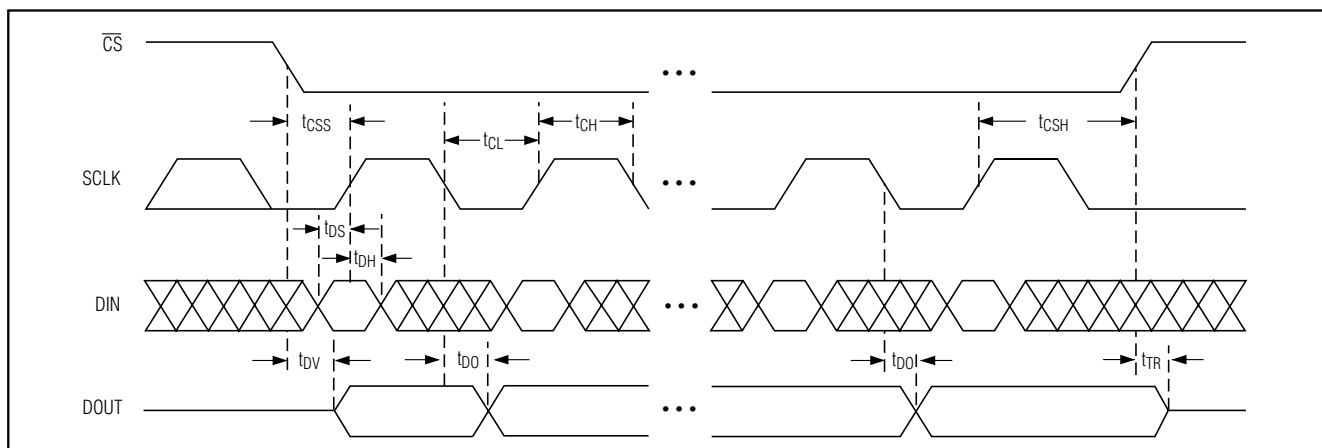 CS
•••
tCSS
tCL
tCH
tCSH
SCLK
•••
tDS
tDH
DIN
•••
tDV
tDO
tDO
tTR
DOUT
•••